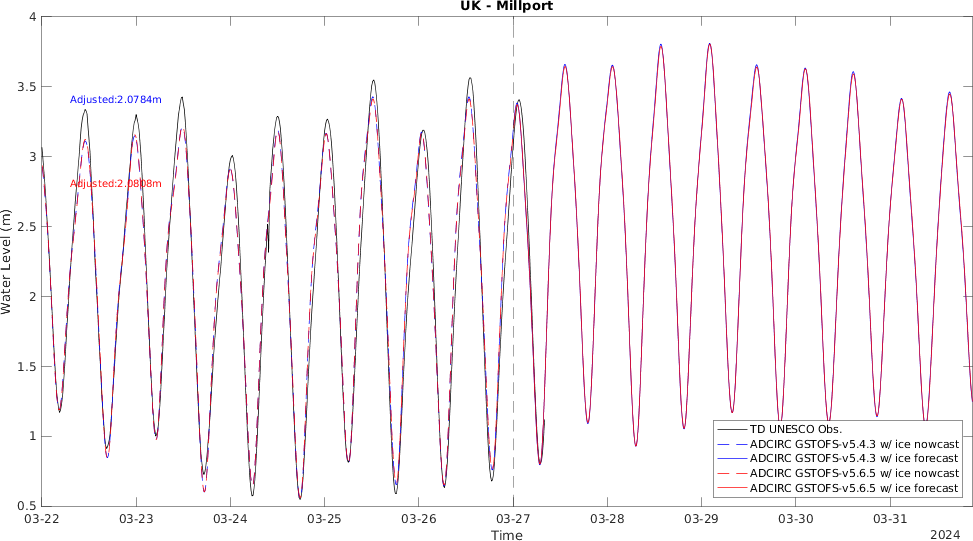 UK - Millport
4
3.5
3
2.5
2
1.5
1
0.5
Water Level (m)
Adjusted:2.0784m
Adjusted:2.0808m
TD UNESCO Obs.
ADCIRC GSTOFS-v5.4.3 w/ ice nowcast
ADCIRC GSTOFS-v5.4.3 w/ ice forecast
ADCIRC GSTOFS-v5.6.5 w/ ice nowcast
ADCIRC GSTOFS-v5.6.5 w/ ice forecast
03-22 03-23 03-24 03-25 03-26 03-27 03-28 03-29 03-30 03-31
Time
2024